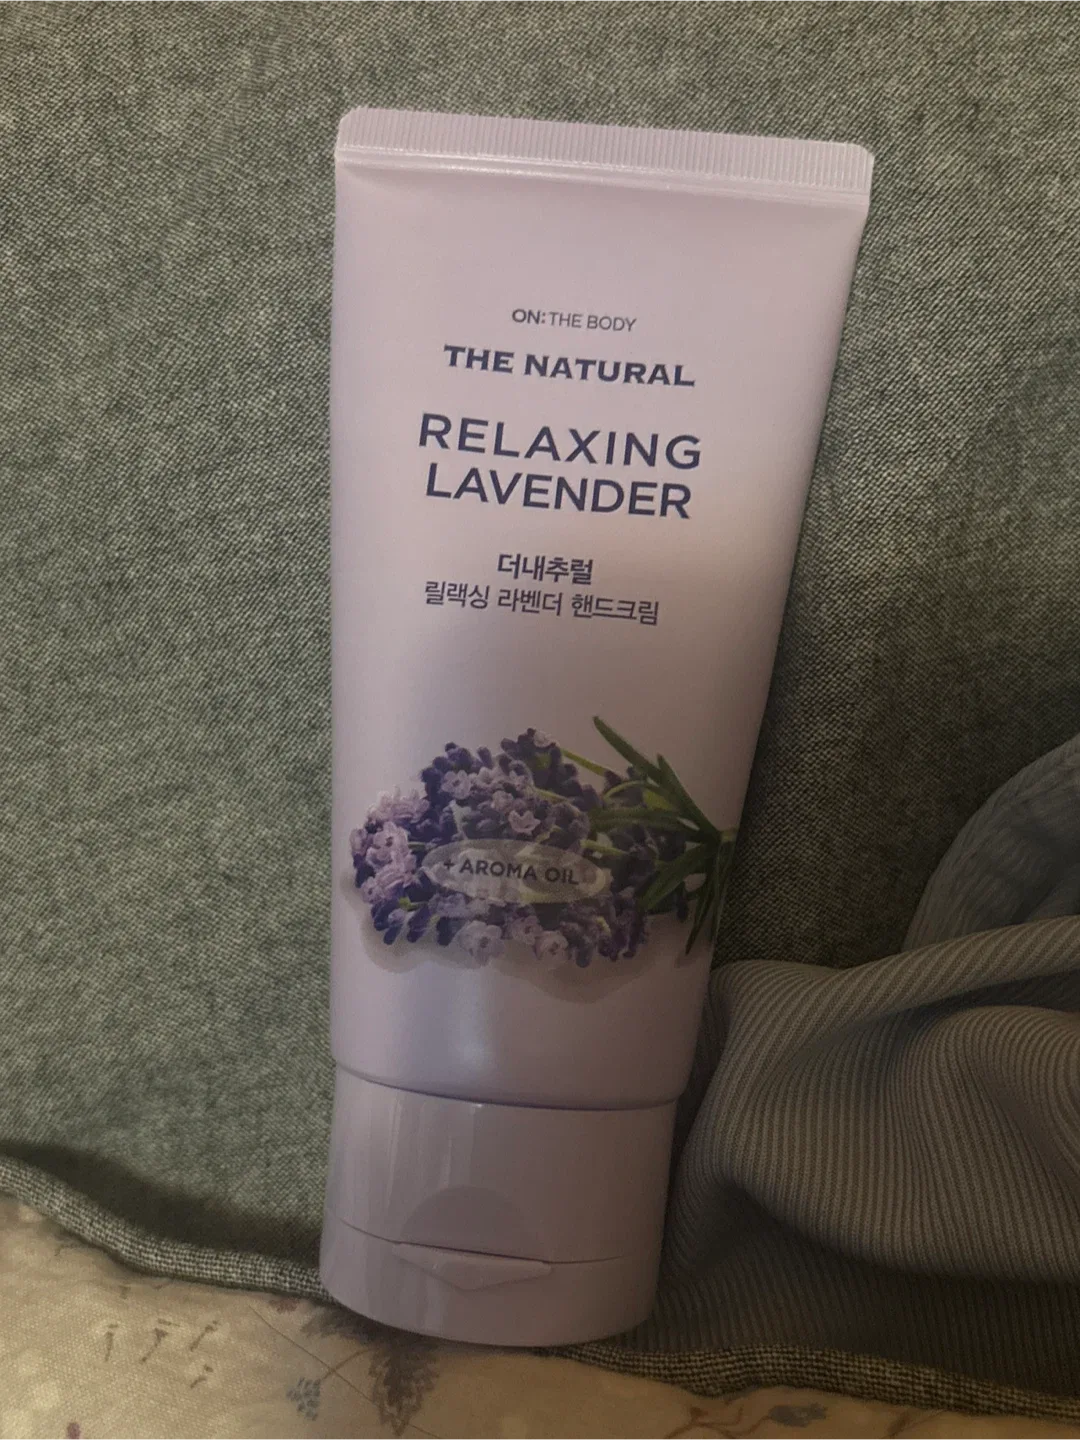 ON:THE BODY
THE NATURAL
RELAXING
LAVENDER
더내추럴
릴랙싱 라벤더 핸드크림
+ AROMA OIL